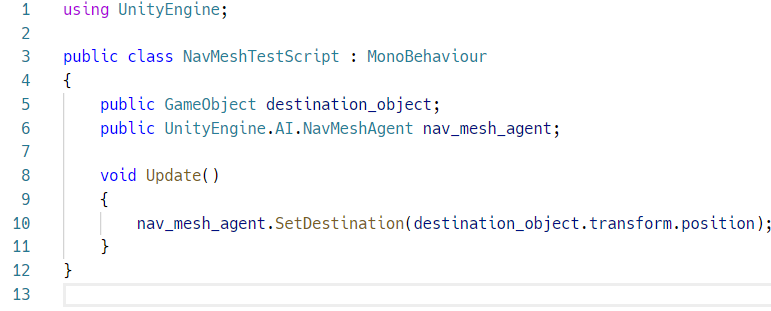 1 using UnityEngine;
2
3 public class NavMeshTestScript : MonoBehaviour
4 {
5     public GameObject destination_object;
6     public UnityEngine.AI.NavMeshAgent nav_mesh_agent;
7
8     void Update()
9     {
10         nav_mesh_agent.SetDestination(destination_object.transform.position);
11     }
12 }
13